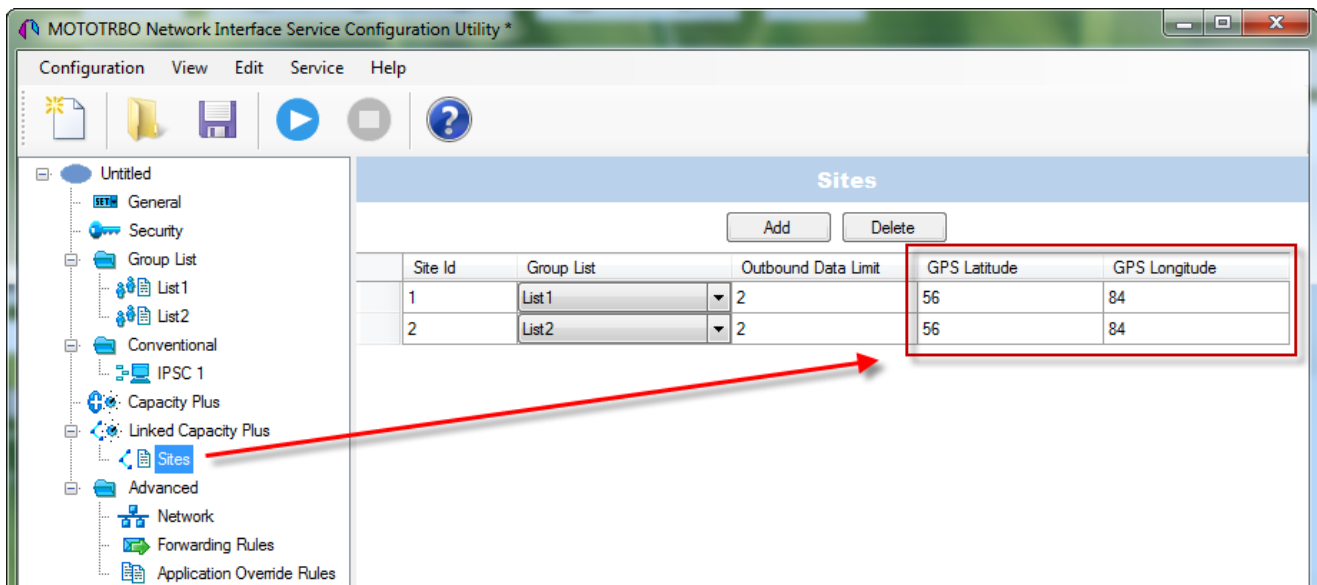 MOTOTRBO Network Interface Service Configuration Utility *
Configuration View Edit Service Help
Untitled
SET
General
Security
Group List
List1
List2
Conventional
IPSC 1
Capacity Plus
Linked Capacity Plus
Sites
Advanced
Network
Forwarding Rules
Application Override Rules
Sites
Add Delete
Site Id Group List Outbound Data Limit GPS Latitude GPS Longitude
1 List1 2 56 84
2 List2 2 56 84